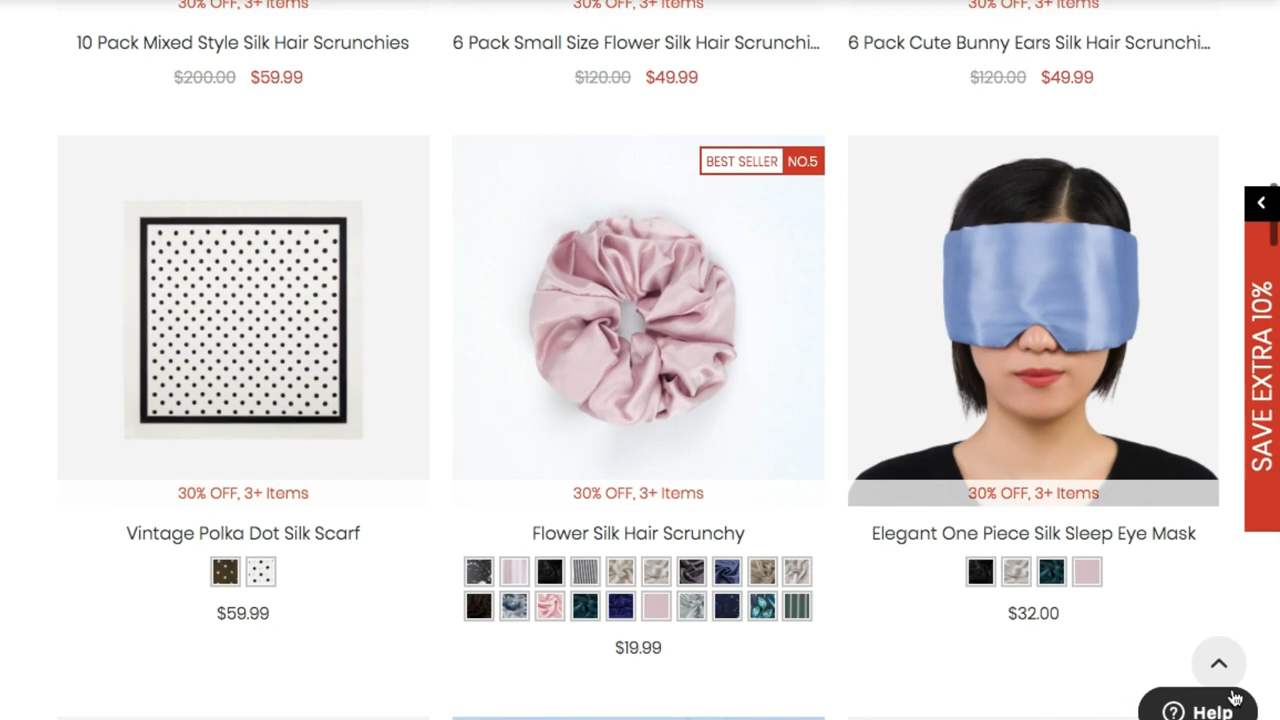 30% OFF, 3+ Items
30% OFF, 3+ Items
30% OFF, 3+ Items
10 Pack Mixed Style Silk Hair Scrunchies
6 Pack Small Size Flower Silk Hair Scrunchi...
6 Pack Cute Bunny Ears Silk Hair Scrunchi...
$200.00 $59.99
$120.00 $49.99
$120.00 $49.99
BEST SELLER NO.5
SAVE EXTRA 10%
30% OFF, 3+ Items
30% OFF, 3+ Items
30% OFF, 3+ Items
Vintage Polka Dot Silk Scarf
Flower Silk Hair Scrunchy
Elegant One Piece Silk Sleep Eye Mask
$59.99
$19.99
$32.00
Help